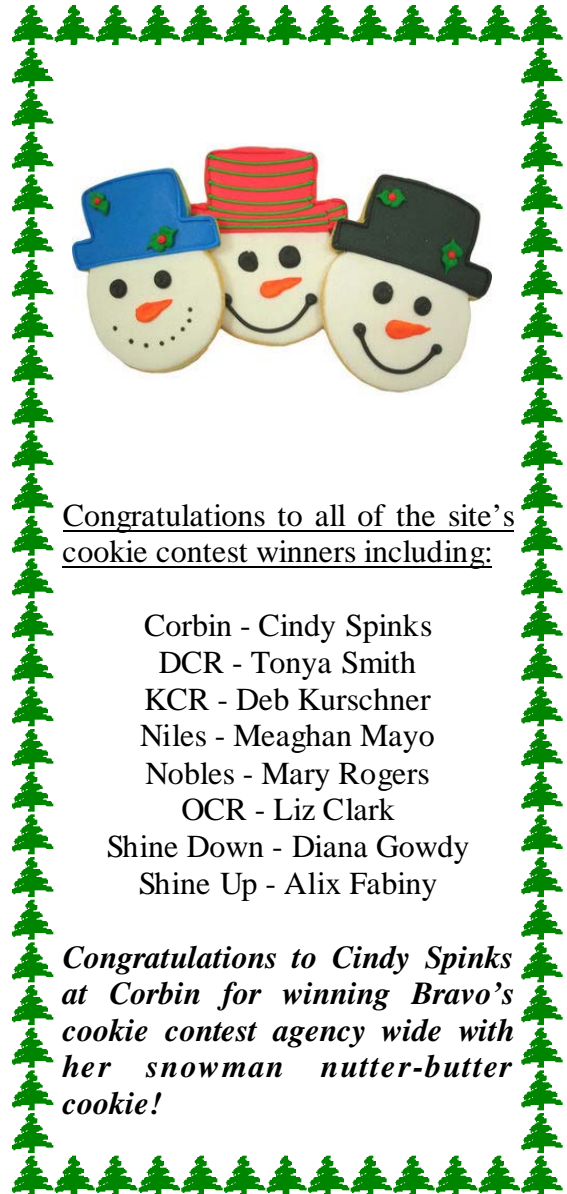 Congratulations to all of the site’s
cookie contest winners including:
Corbin - Cindy Spinks
DCR - Tonya Smith
KCR - Deb Kurschner
Niles - Meaghan Mayo
Nobles - Mary Rogers
OCR - Liz Clark
Shine Down - Diana Gowdy
Shine Up - Alix Fabiny
Congratulations to Cindy Spinks
at Corbin for winning Bravo’s
cookie contest agency wide with
her snowman nutter-butter
cookie!